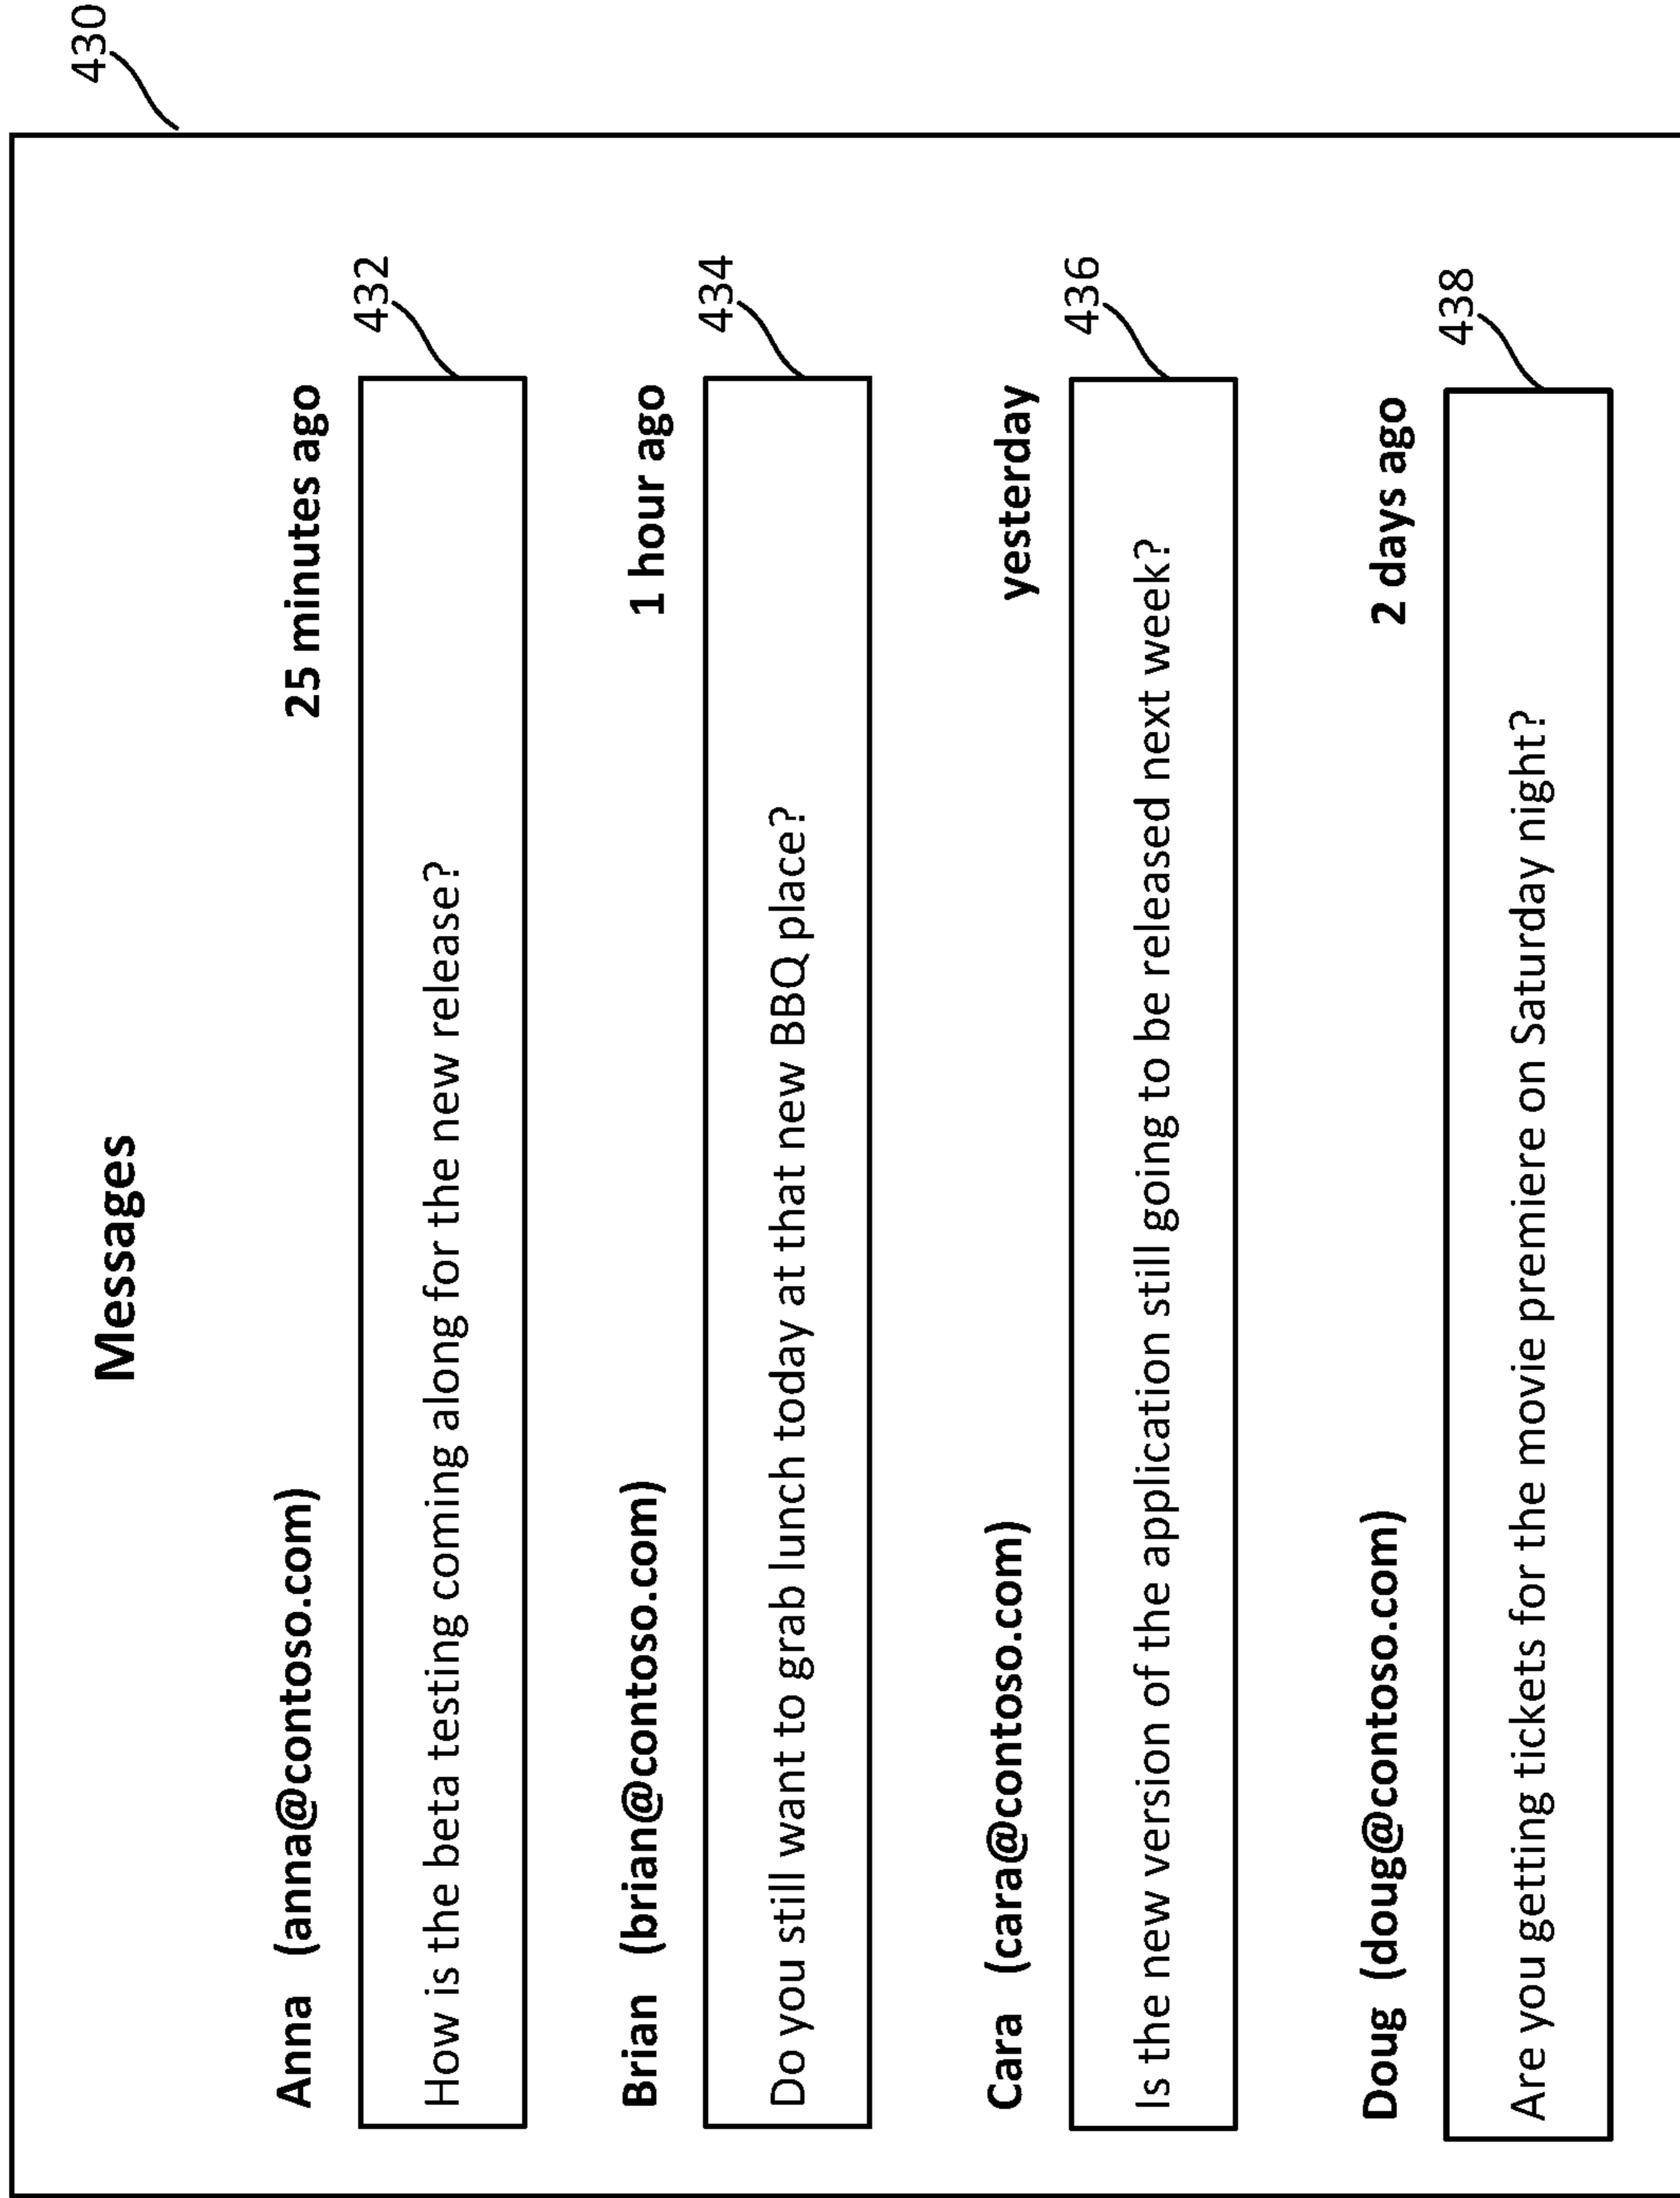 430
Messages
Anna (anna@contoso.com) 25 minutes ago
432
How is the beta testing coming along for the new release?
Brian (brian@contoso.com) 1 hour ago
434
Do you still want to grab lunch today at that new BBQ place?
Cara (cara@contoso.com) yesterday
436
Is the new version of the application still going to be released next week?
Doug (doug@contoso.com) 2 days ago
438
Are you getting tickets for the movie premiere on Saturday night?